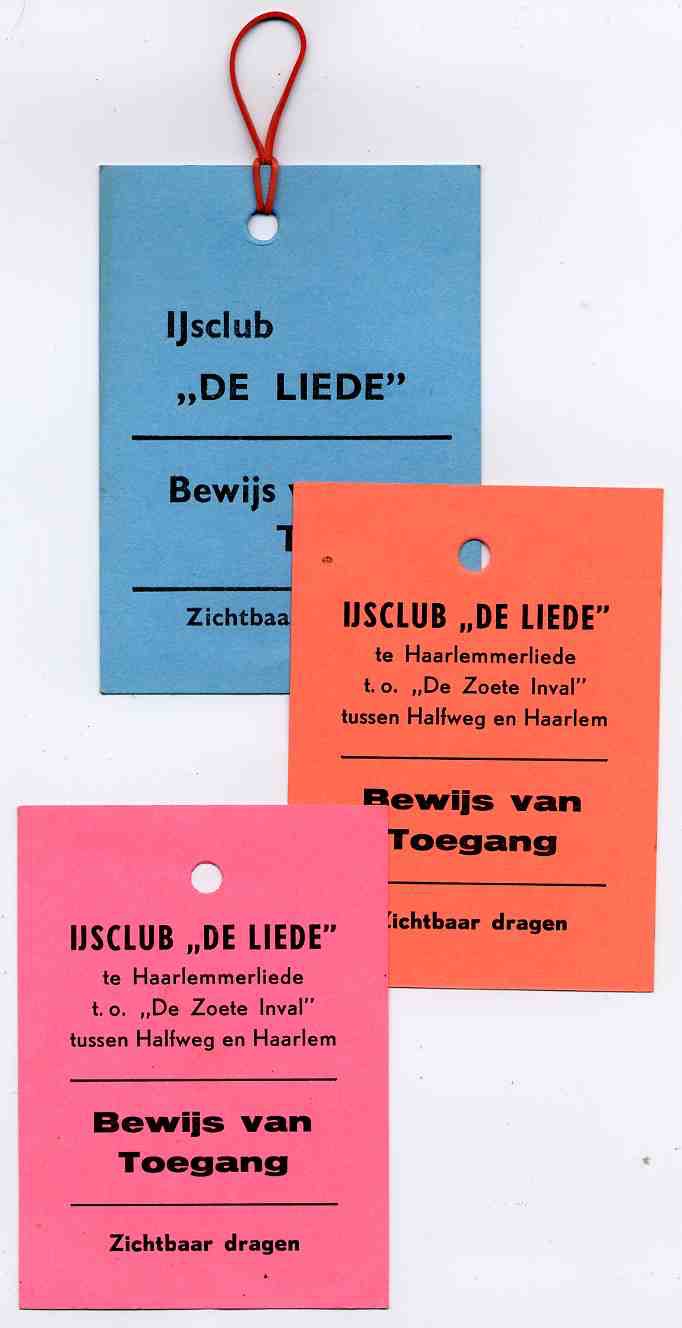 IJsclub
„DE LIEDE”
Bewijs
Zichtbaa
IJSCLUB „DE LIEDE”
te Haarlemmerliede
t. o. „De Zoete Inval”
tussen Halfweg en Haarlem
Bewijs van
Toegang
Zichtbaar dragen
IJSCLUB „DE LIEDE”
te Haarlemmerliede
t. o. „De Zoete Inval”
tussen Halfweg en Haarlem
Bewijs van
Toegang
Zichtbaar dragen